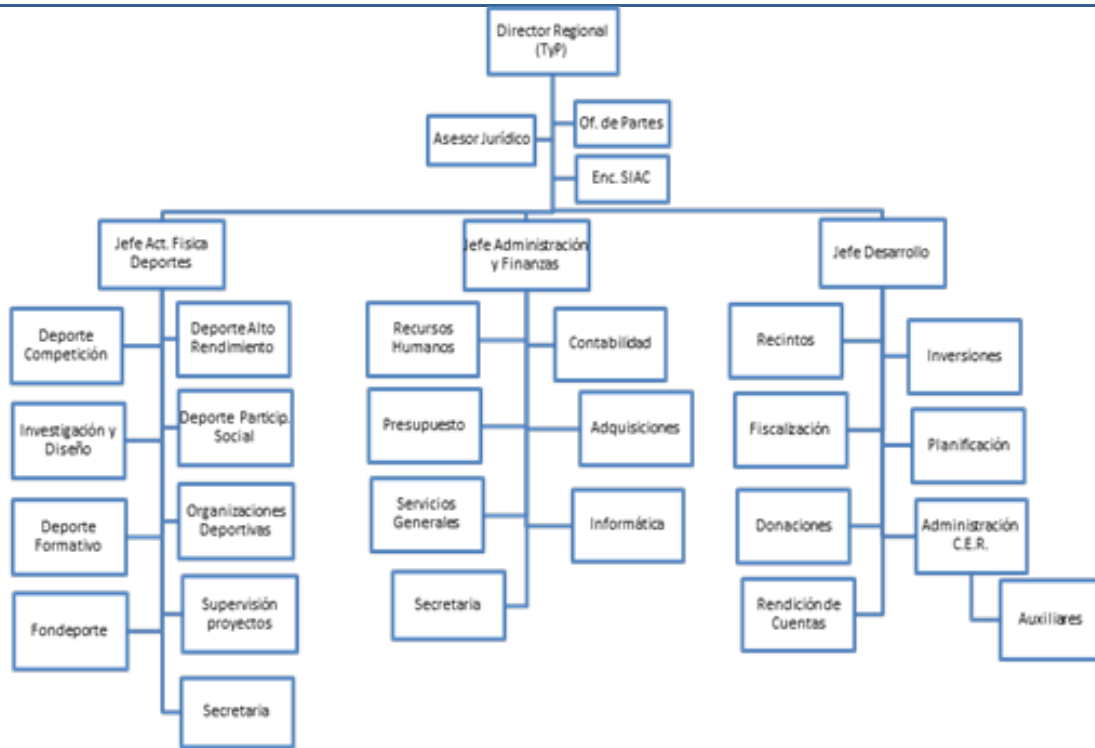 Director Regional
(TyP)
Asesor Jurídico
Of. de Partes
Enc. SIAC
Jefe Act. Fisica
Deportes
Jefe Administración
y Finanzas
Jefe Desarrollo
Deporte
Competición
Deporte Alto
Rendimiento
Investigación y
Diseño
Deporte Particip.
Social
Deporte
Formativo
Organizaciones
Deportivas
Fondeporte
Supervisión
proyectos
Secretaria
Recursos
Humanos
Contabilidad
Presupuesto
Adquisiciones
Servicios
Generales
Informática
Secretaria
Recintos
Inversiones
Fiscalización
Planificación
Donaciones
Administración
C.E.R.
Rendición de
Cuentas
Auxiliares